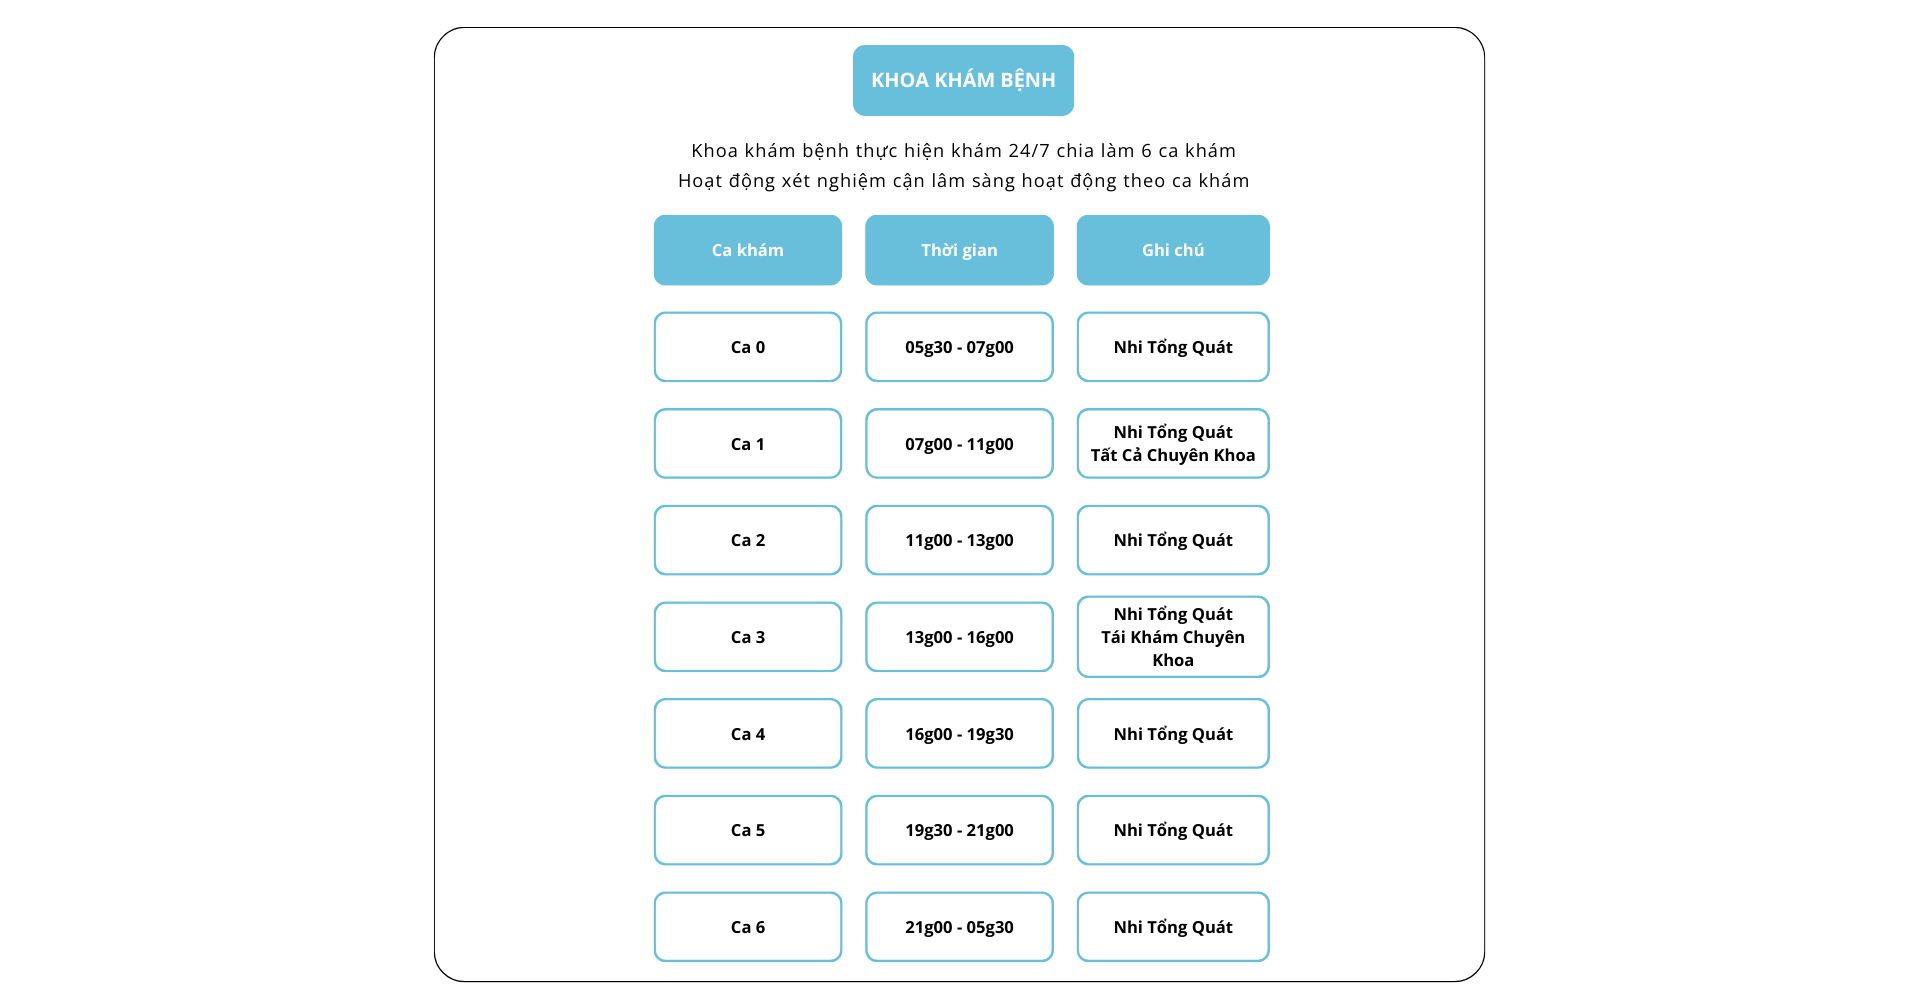 KHOA KHÁM BỆNH
Khoa khám bệnh thực hiện khám 24/7 chia làm 6 ca khám
Hoạt động xét nghiệm cận lâm sàng hoạt động theo ca khám
Ca khám
Thời gian
Ghi chú
Ca 0
05g30 - 07g00
Nhi Tổng Quát
Ca 1
07g00 - 11g00
Nhi Tổng Quát
Tất Cả Chuyên Khoa
Ca 2
11g00 - 13g00
Nhi Tổng Quát
Ca 3
13g00 - 16g00
Nhi Tổng Quát
Tái Khám Chuyên
Khoa
Ca 4
16g00 - 19g30
Nhi Tổng Quát
Ca 5
19g30 - 21g00
Nhi Tổng Quát
Ca 6
21g00 - 05g30
Nhi Tổng Quát